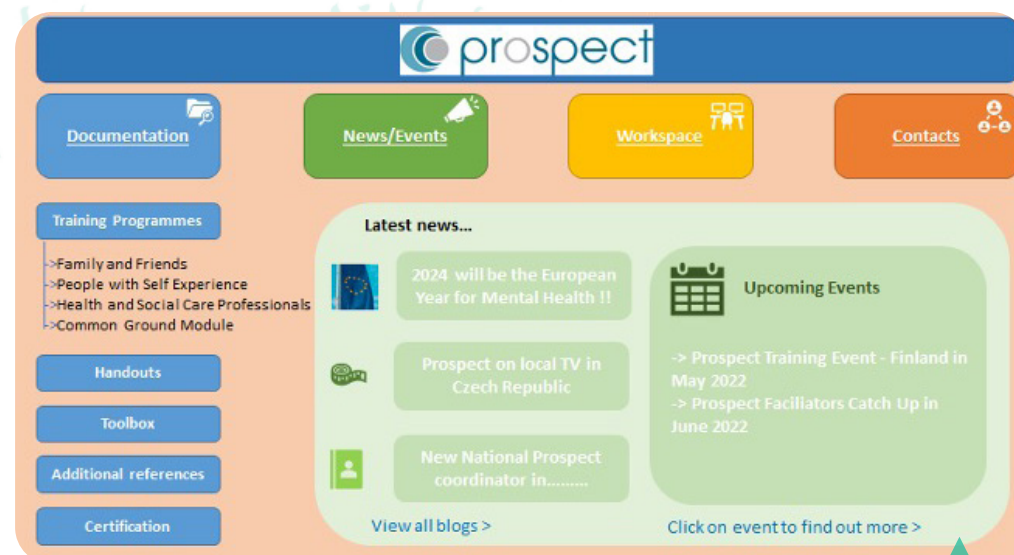 prospect
Documentation
News/Events
Workspace
Contacts
Training Programmes
->Family and Friends
->People with Self Experience
->Health and Social Care Professionals
->Common Ground Module
Handouts
Toolbox
Additional references
Certification
Latest news...
2024 will be the European
Year for Mental Health !!
Prospect on local TV in
Czech Republic
New National Prospect
coordinator in.........
View all blogs >
Upcoming Events
-> Prospect Training Event - Finland in
May 2022
-> Prospect Faciliators Catch Up in
June 2022
Click on event to find out more >